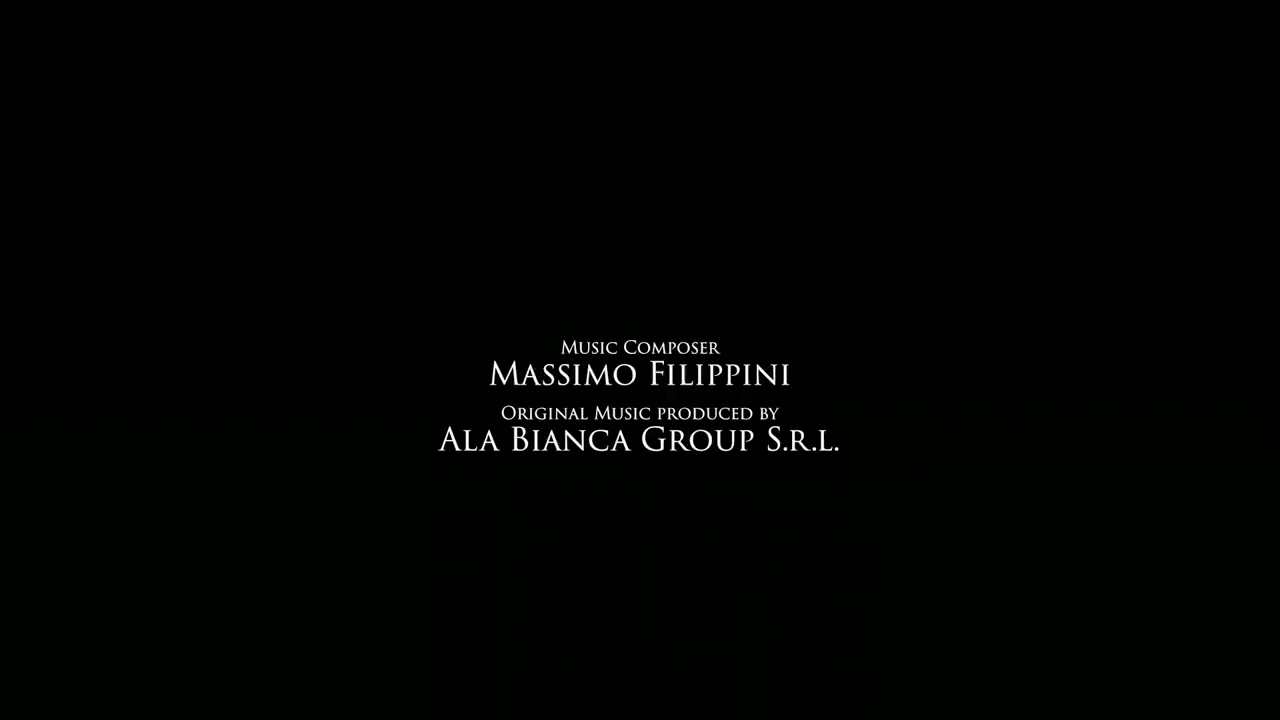 Music Composer
Massimo Filippini
Original Music produced by
Ala Bianca Group S.r.l.